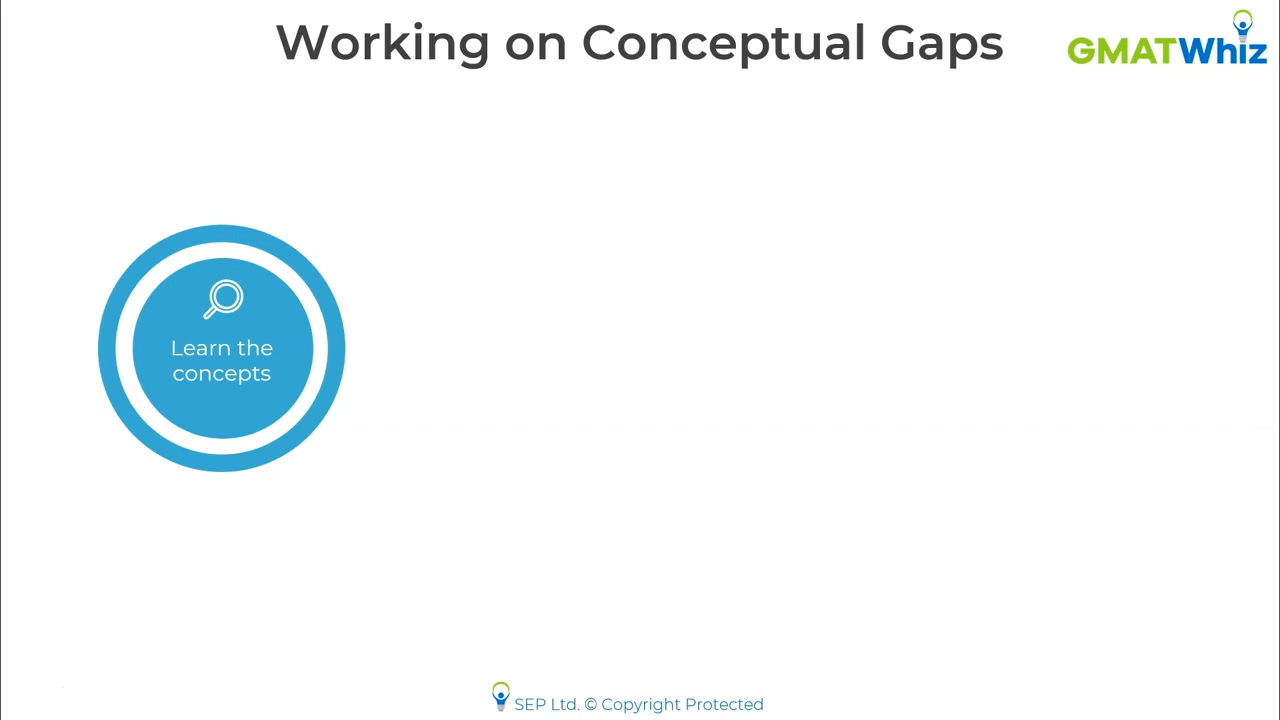 Working on Conceptual Gaps
GMATWhiz
Learn the
concepts
SEP Ltd. © Copyright Protected